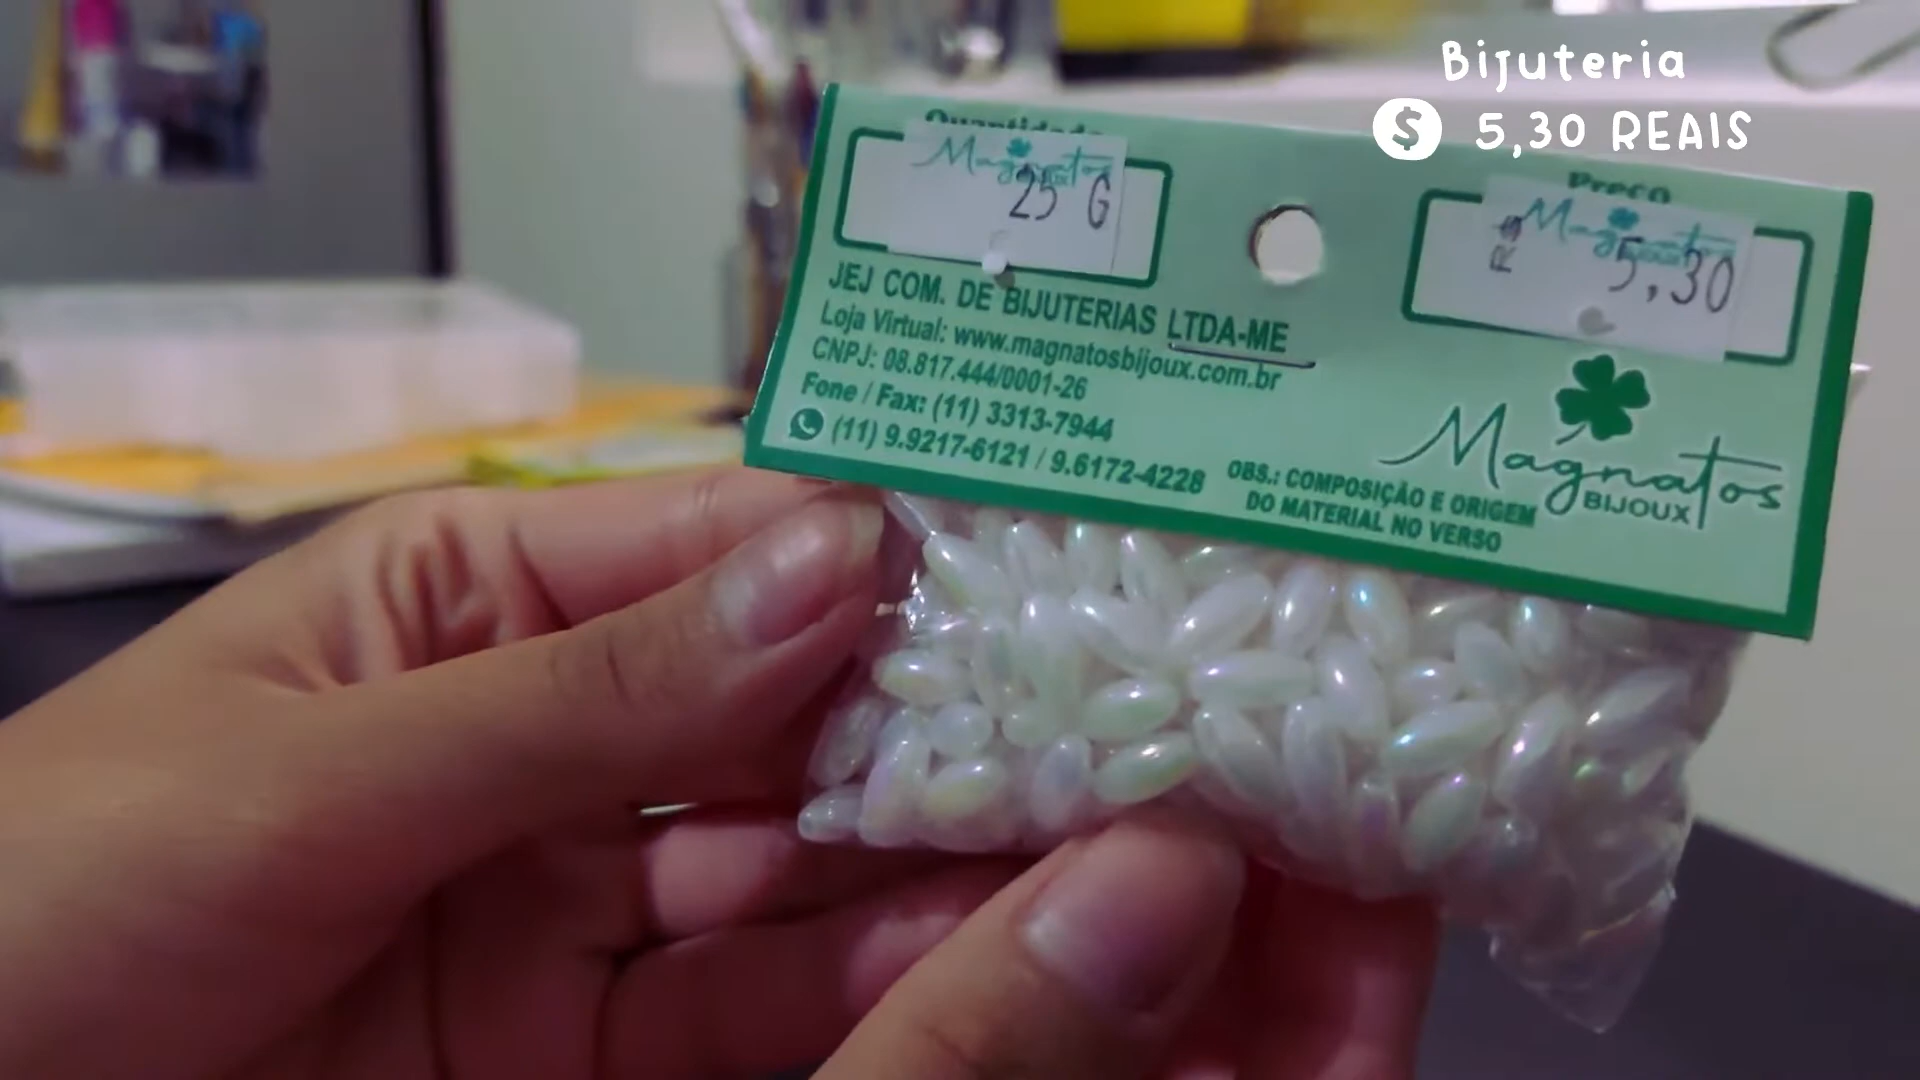 Bijuteria
$ 5,30 REAIS
Quantidade
Magnatos
25 G
Preço
Magnatos
R$ 5,30
JEJ COM. DE BIJUTERIAS LTDA-ME
Loja Virtual: www.magnatosbijoux.com.br
CNPJ: 08.817.444/0001-26
Fone / Fax: (11) 3313-7944
(11) 9.9217-6121 / 9.6172-4228
OBS.: COMPOSIÇÃO E ORIGEM
DO MATERIAL NO VERSO
Magnatos
BIJOUX